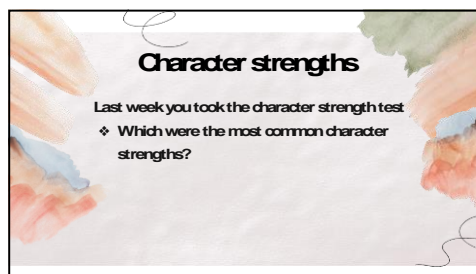 Character strengths
Last week you took the character strength test
❖ Which were the most common character
strengths?